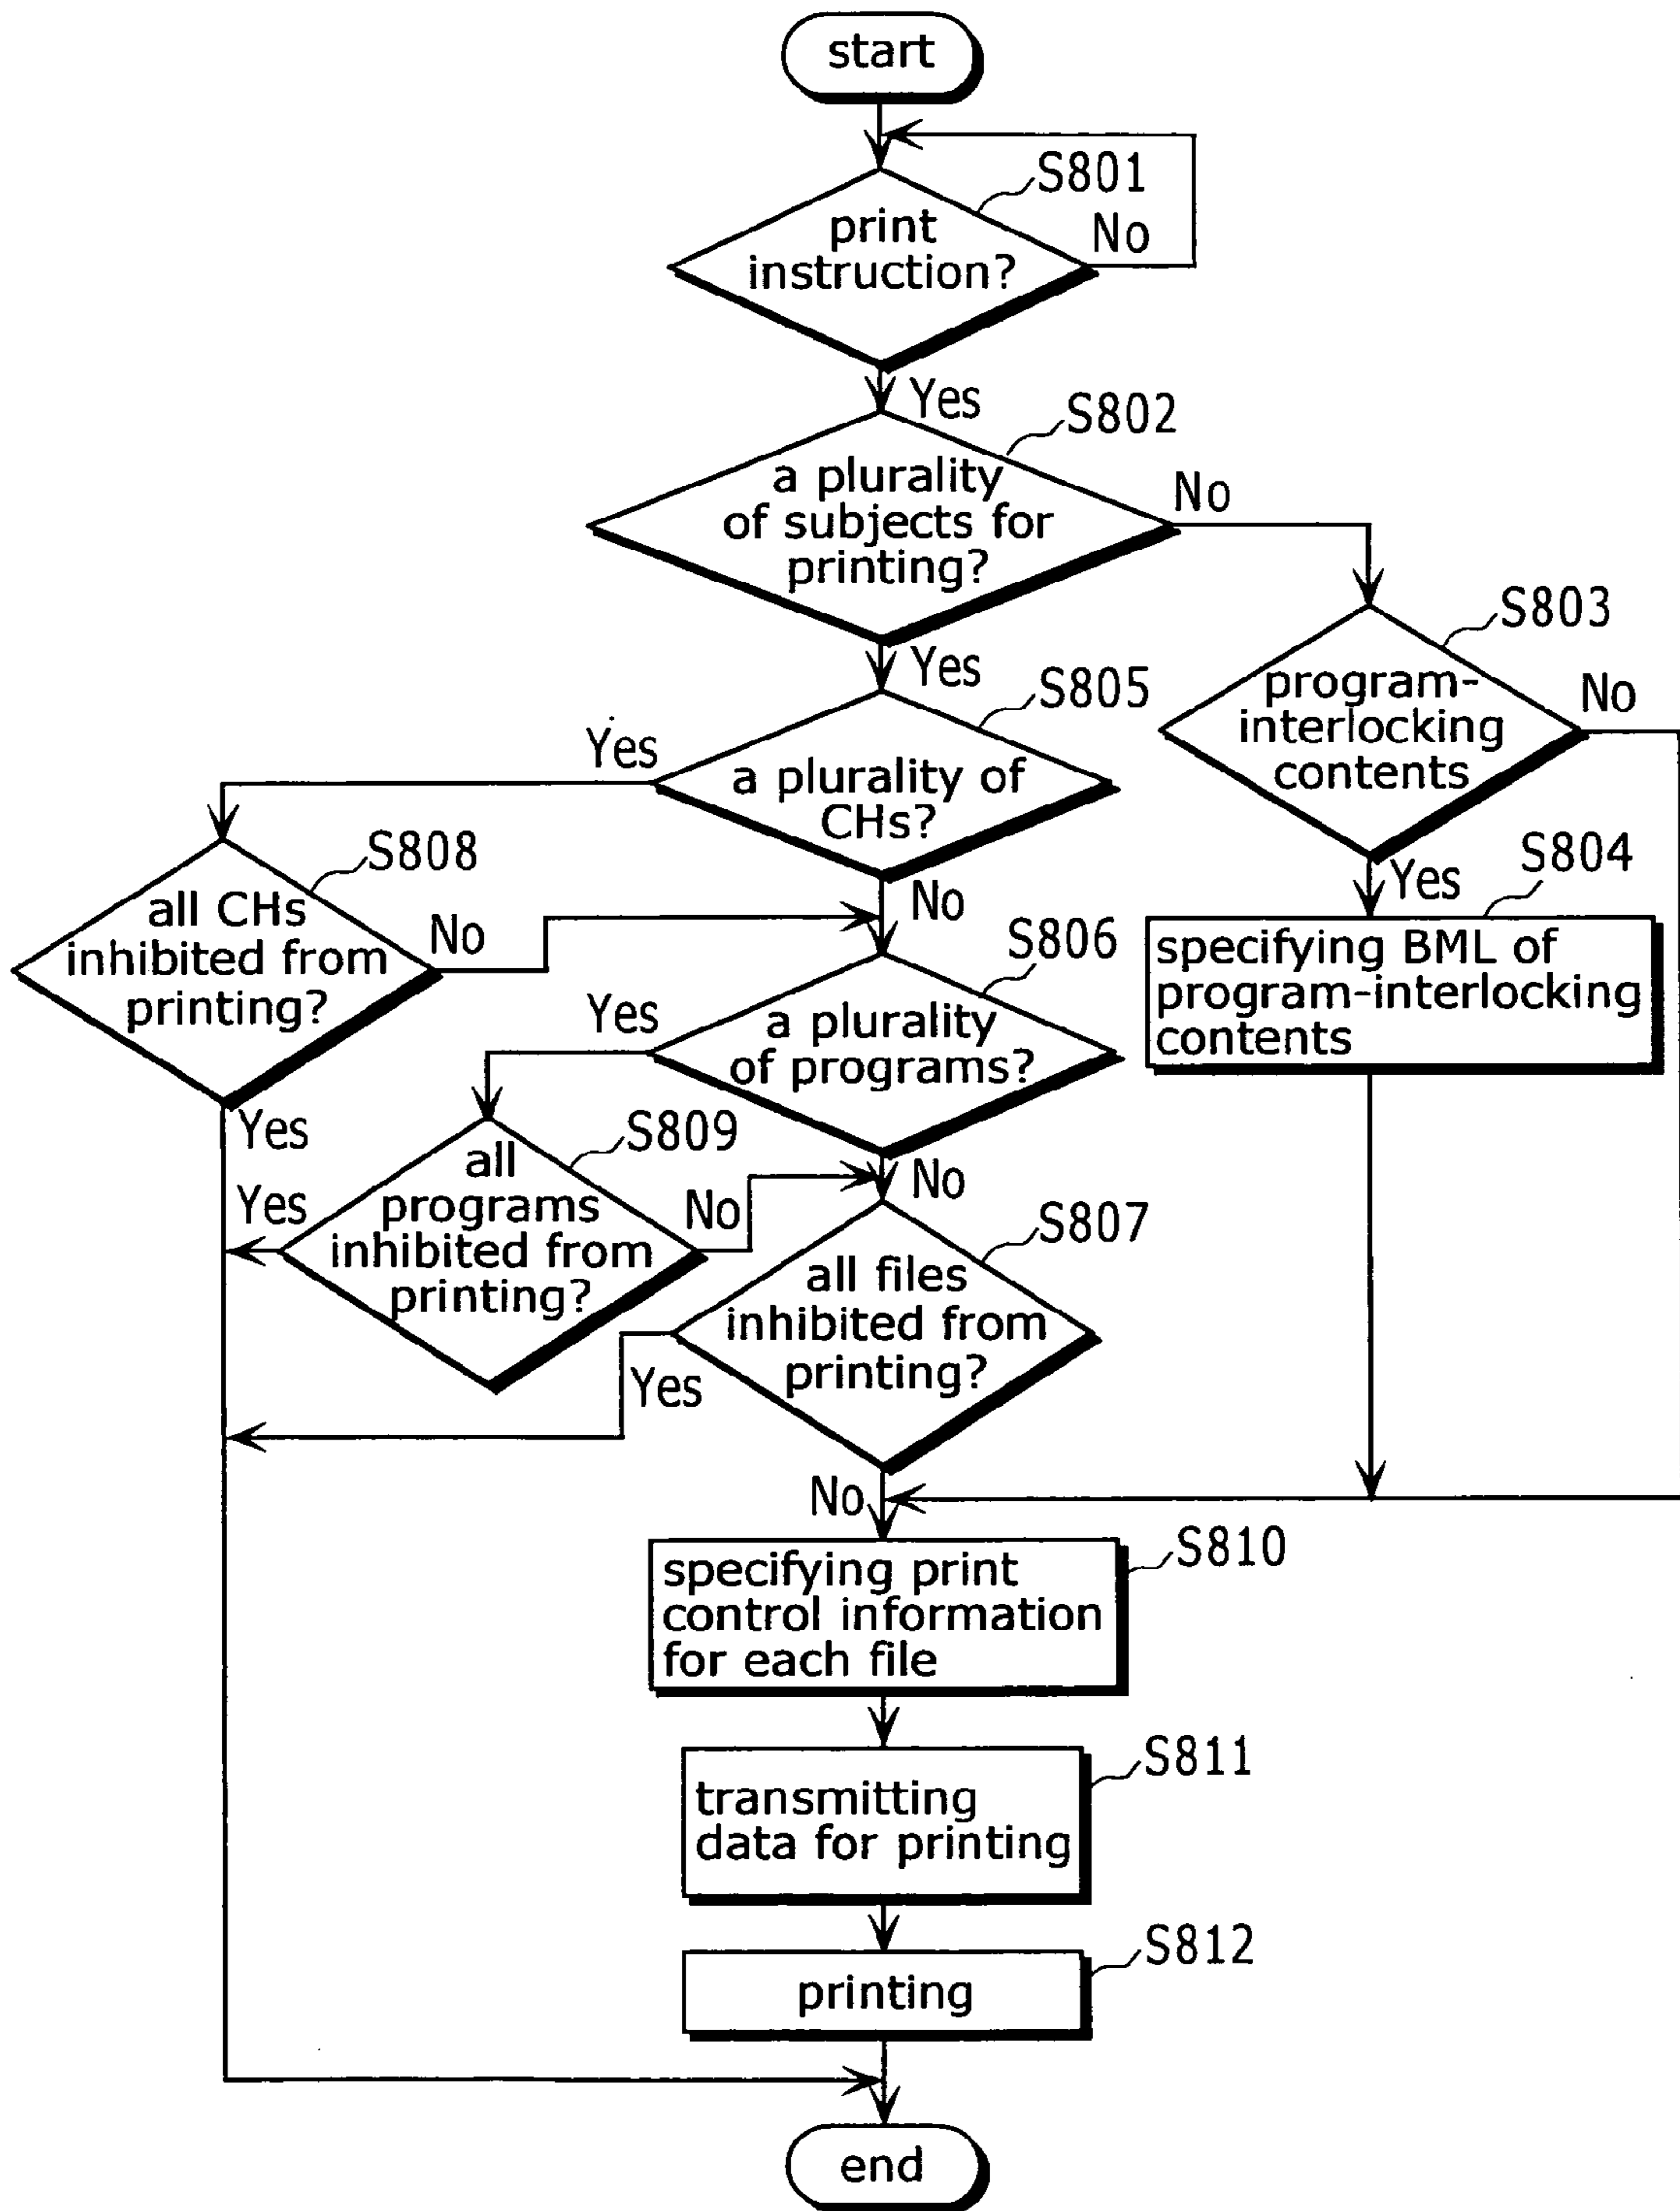 start
S801
print
instruction?
No
Yes
S802
a plurality
of subjects for
printing?
No
Yes
S803
program-
interlocking
contents
No
Yes
S804
specifying BML of
program-interlocking
contents
S805
a plurality of
CHs?
Yes
No
S808
all CHs
inhibited from
printing?
No
Yes
S806
a plurality
of programs?
Yes
No
S809
all
programs
inhibited from
printing?
Yes
No
S807
all files
inhibited from
printing?
Yes
No
S810
specifying print
control information
for each file
S811
transmitting
data for printing
S812
printing
end